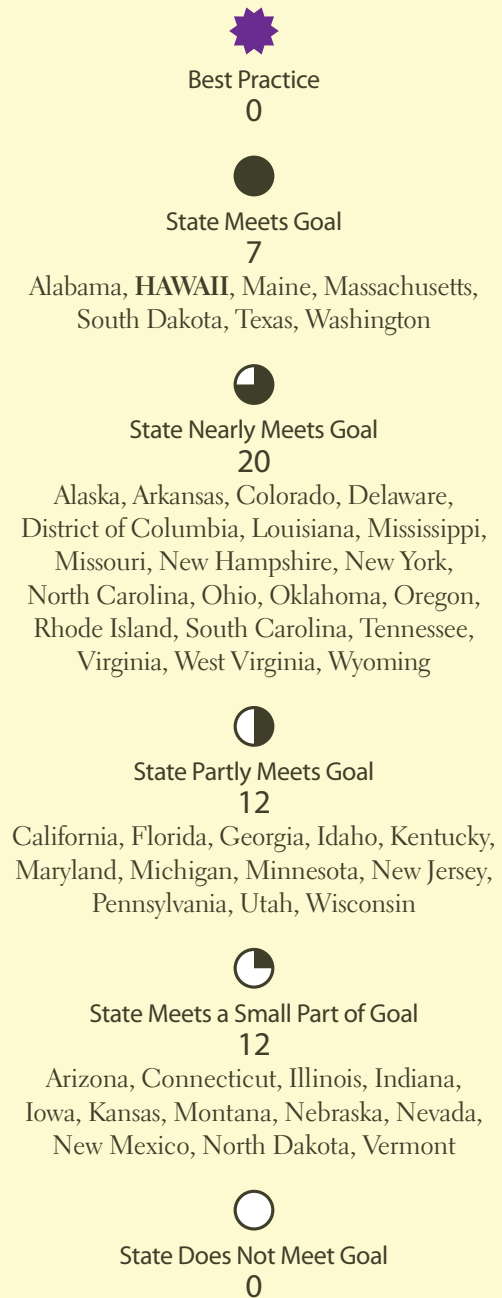 Best Practice
0
State Meets Goal
7
Alabama, HAWAII, Maine, Massachusetts,
South Dakota, Texas, Washington
State Nearly Meets Goal
20
Alaska, Arkansas, Colorado, Delaware,
District of Columbia, Louisiana, Mississippi,
Missouri, New Hampshire, New York,
North Carolina, Ohio, Oklahoma, Oregon,
Rhode Island, South Carolina, Tennessee,
Virginia, West Virginia, Wyoming
State Partly Meets Goal
12
California, Florida, Georgia, Idaho, Kentucky,
Maryland, Michigan, Minnesota, New Jersey,
Pennsylvania, Utah, Wisconsin
State Meets a Small Part of Goal
12
Arizona, Connecticut, Illinois, Indiana,
Iowa, Kansas, Montana, Nebraska, Nevada,
New Mexico, North Dakota, Vermont
State Does Not Meet Goal
0